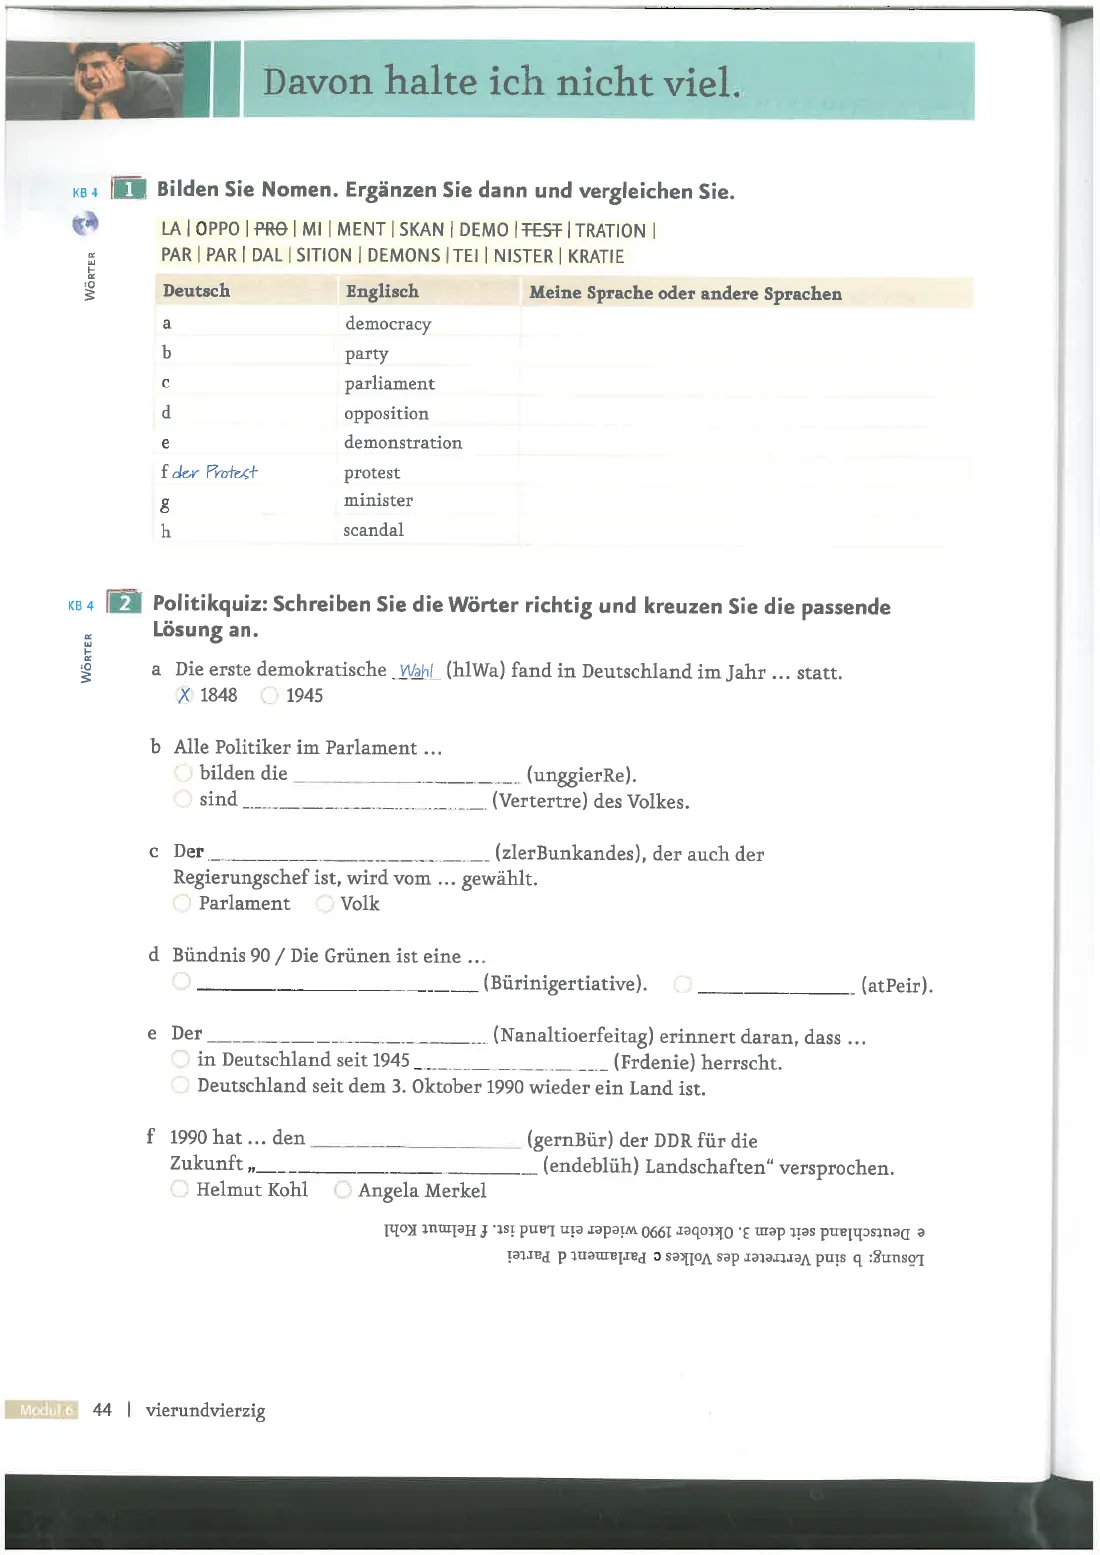 Davon halte ich nicht viel.
KB 4 1 Bilden Sie Nomen. Ergänzen Sie dann und vergleichen Sie.
WÖRTER
LA | OPPO | PRO | MI | MENT | SKAN | DEMO | TEST | TRATION |
PAR | PAR | DAL | SITION | DEMONS | TEI | NISTER | KRATIE
Deutsch Englisch Meine Sprache oder andere Sprachen
a democracy
b party
c parliament
d opposition
e demonstration
f der Protest protest
g minister
h scandal
KB 4 2 Politikquiz: Schreiben Sie die Wörter richtig und kreuzen Sie die passende
Lösung an.
WÖRTER
a Die erste demokratische Wahl (hlWa) fand in Deutschland im Jahr ... statt.
X 1848 1945
b Alle Politiker im Parlament ...
bilden die ____________ (unggierRe).
sind ____________ (Vertertre) des Volkes.
c Der ____________ (zlerBunkandes), der auch der
Regierungschef ist, wird vom ... gewählt.
Parlament Volk
d Bündnis 90 / Die Grünen ist eine ...
____________ (Bürinigertiative). ____________ (atPeir).
e Der ____________ (Nanaltioerfeitag) erinnert daran, dass ...
in Deutschland seit 1945 ____________ (Frdenie) herrscht.
Deutschland seit dem 3. Oktober 1990 wieder ein Land ist.
f 1990 hat ... den ____________ (gernBür) der DDR für die
Zukunft „____________ (endeblüh) Landschaften“ versprochen.
Helmut Kohl Angela Merkel
Lösung: b sind Vertreter des Volkes c Parlament d Partei
e Deutschland seit dem 3. Oktober 1990 wieder ein Land ist. f Helmut Kohl
Modul 6 44 | vierundvierzig